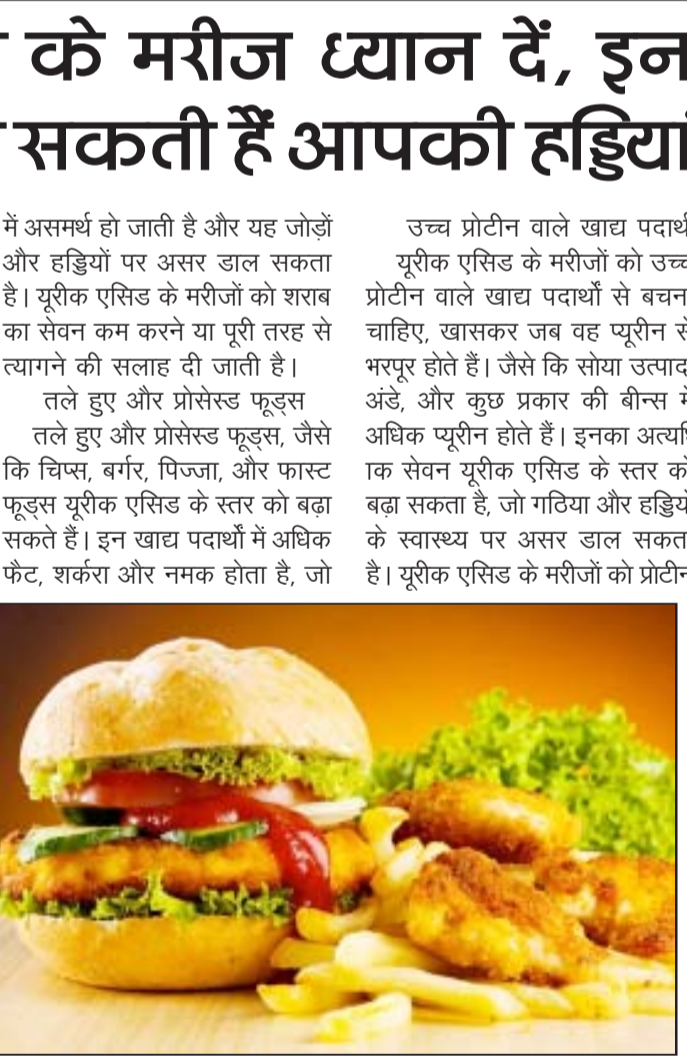 के मरीज ध्यान दें, इन
सकती हैं आपकी हड्डियां
में असमर्थ हो जाती है और यह जोड़ों
और हड्डियों पर असर डाल सकता
है। यूरीक एसिड के मरीजों को शराब
का सेवन कम करने या पूरी तरह से
त्यागने की सलाह दी जाती है।
तले हुए और प्रोसेस्ड फूड्स
तले हुए और प्रोसेस्ड फूड्स, जैसे
कि चिप्स, बर्गर, पिज्जा, और फास्ट
फूड्स यूरीक एसिड के स्तर को बढ़ा
सकते हैं। इन खाद्य पदार्थों में अधिक
फैट, शर्करा और नमक होता है, जो
उच्च प्रोटीन वाले खाद्य पदार्थ
यूरीक एसिड के मरीजों को उच्च
प्रोटीन वाले खाद्य पदार्थों से बचन
चाहिए, खासकर जब वह प्यूरीन से
भरपूर होते हैं। जैसे कि सोया उत्पाद
अंडे, और कुछ प्रकार की बीन्स में
अधिक प्यूरीन होते हैं। इनका अत्यधि
ाक सेवन यूरीक एसिड के स्तर को
बढ़ा सकता है, जो गठिया और हड्डियो
के स्वास्थ्य पर असर डाल सकत
है। यूरीक एसिड के मरीजों को प्रोटीन